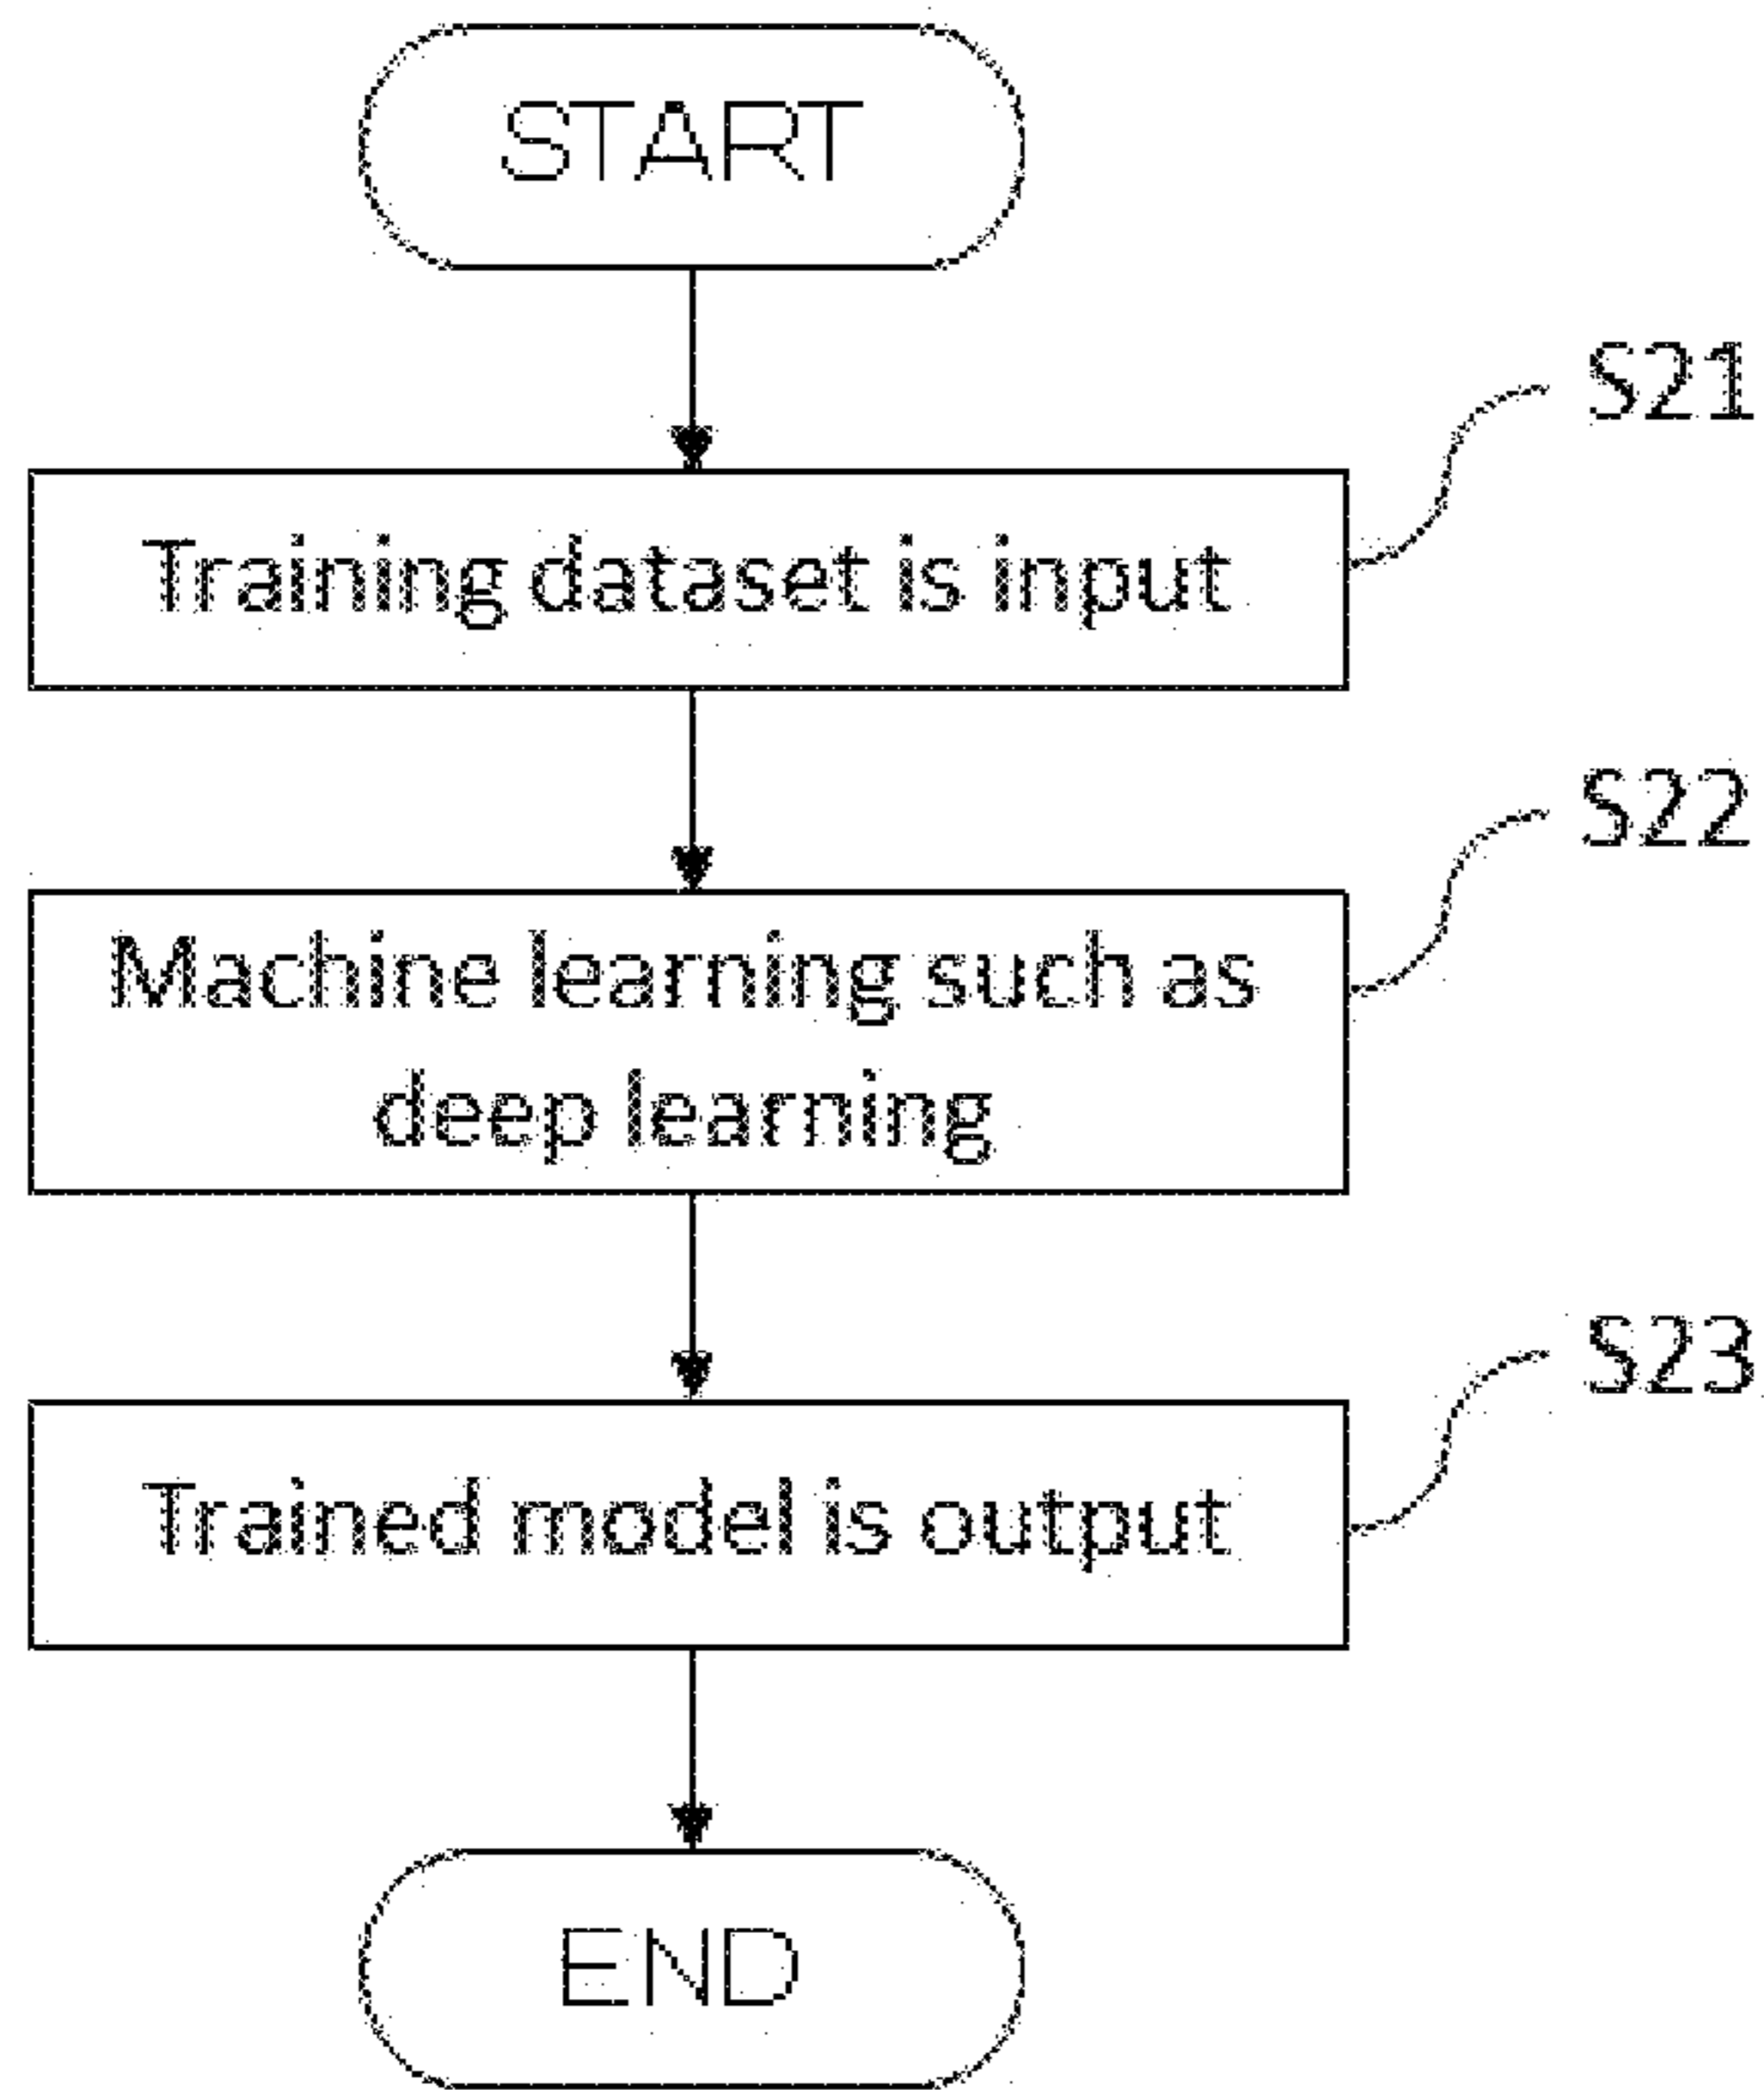 START
S21
Training dataset is input
S22
Machine learning such as
deep learning
S23
Trained model is output
END